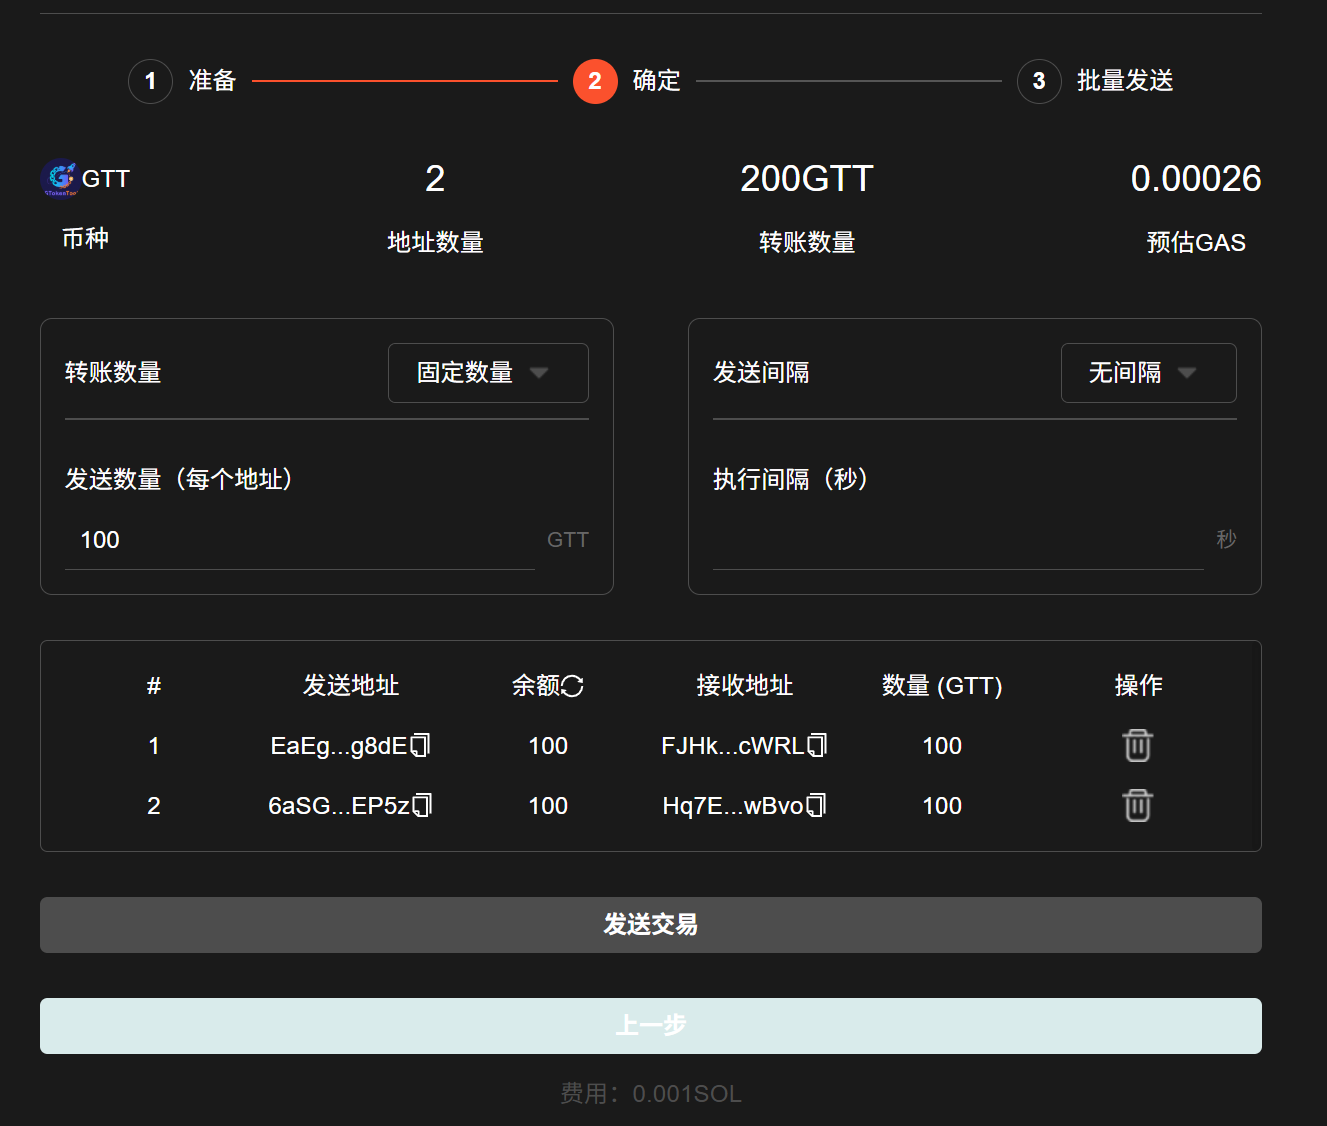 1 准备 2 确定 3 批量发送
GTT 2 200GTT 0.00026
币种 地址数量 转账数量 预估GAS
转账数量 固定数量
发送数量（每个地址）
100 GTT
发送间隔 无间隔
执行间隔（秒）
秒
# 发送地址 余额 接收地址 数量 (GTT) 操作
1 EaEg...g8dE 100 FJHk...cWRL 100
2 6aSG...EP5z 100 Hq7E...wBvo 100
发送交易
上一步
费用：0.001SOL